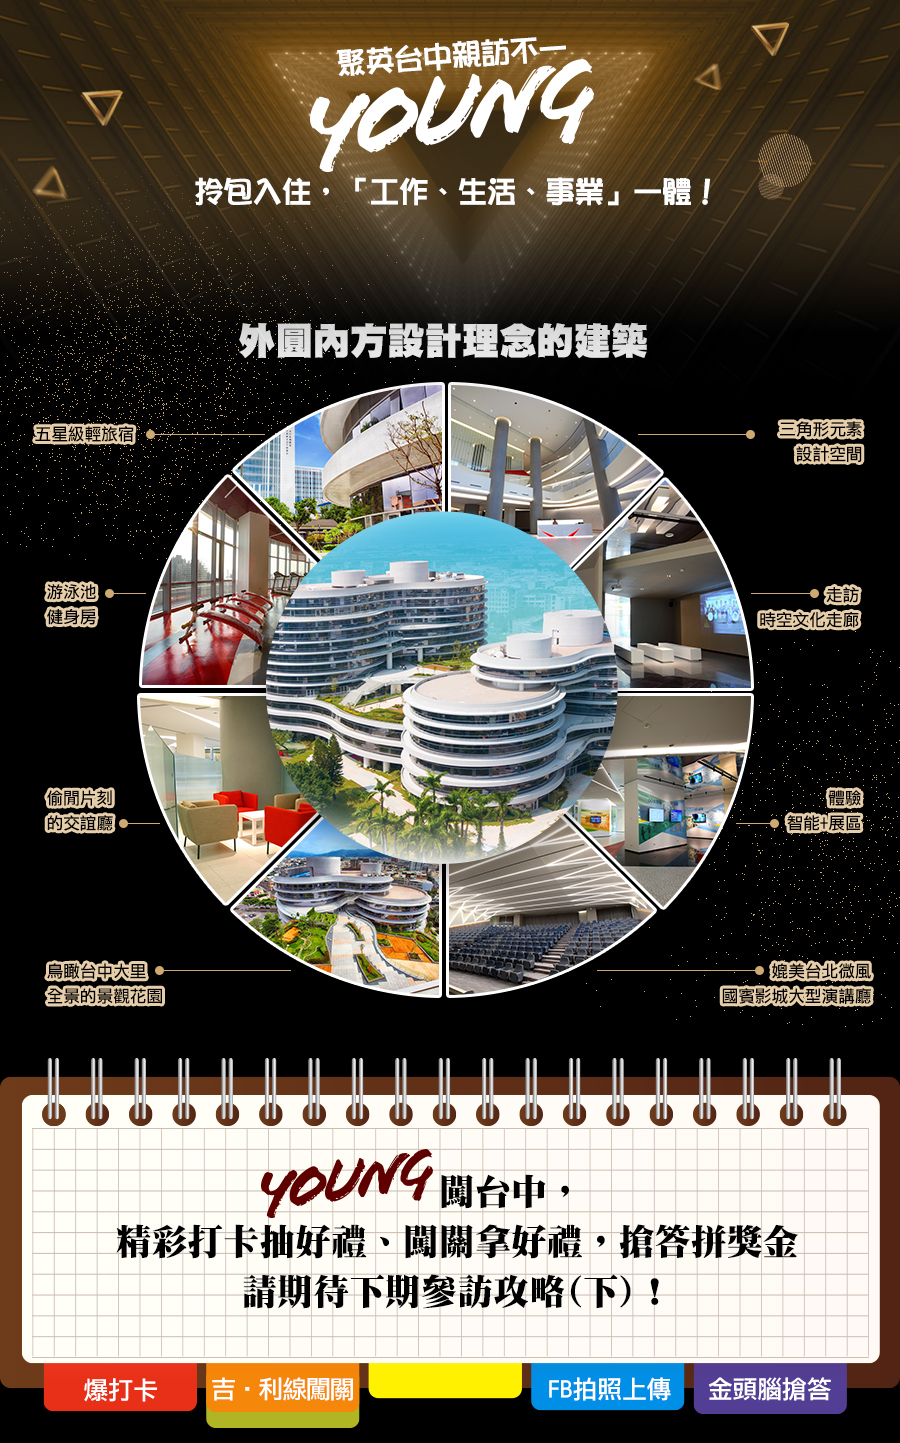 聚英台中親訪不一
YOUNG
拎包入住，「工作、生活、事業」一體！
外圓內方設計理念的建築
五星級輕旅宿
三角形元素
設計空間
游泳池
健身房
走訪
時空文化走廊
偷閒片刻
的交誼廳
體驗
智能+展區
鳥瞰台中大里
全景的景觀花園
媲美台北微風
國賓影城大型演講廳
YOUNG闖台中，
精彩打卡抽好禮、闖關拿好禮，搶答拼獎金
請期待下期參訪攻略(下)！
爆打卡
吉·利線闖關
FB拍照上傳
金頭腦搶答